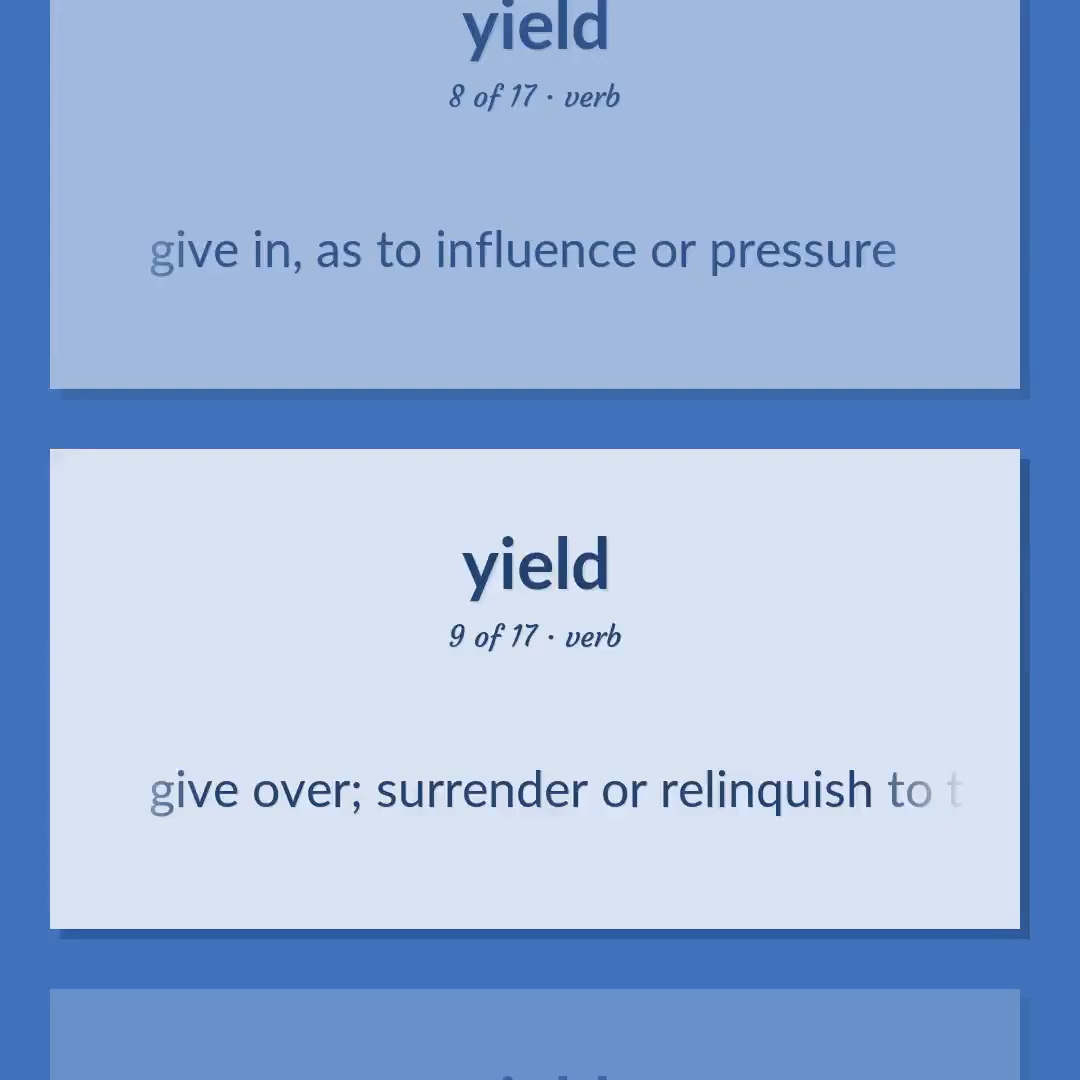 yield
8 of 17 · verb
give in, as to influence or pressure
yield
9 of 17 · verb
give over; surrender or relinquish to